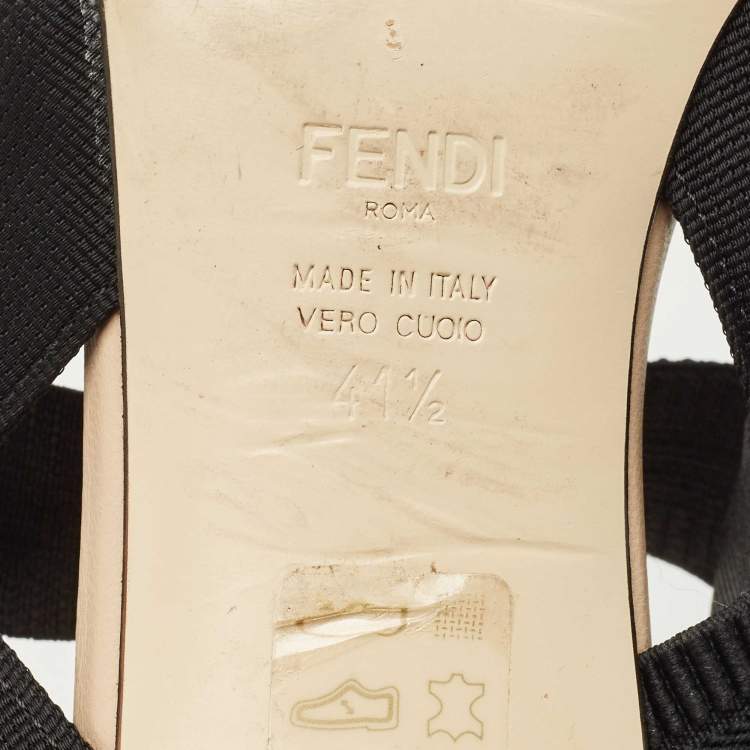 FENDI
ROMA
MADE IN ITALY
VERO CUOIO
41½